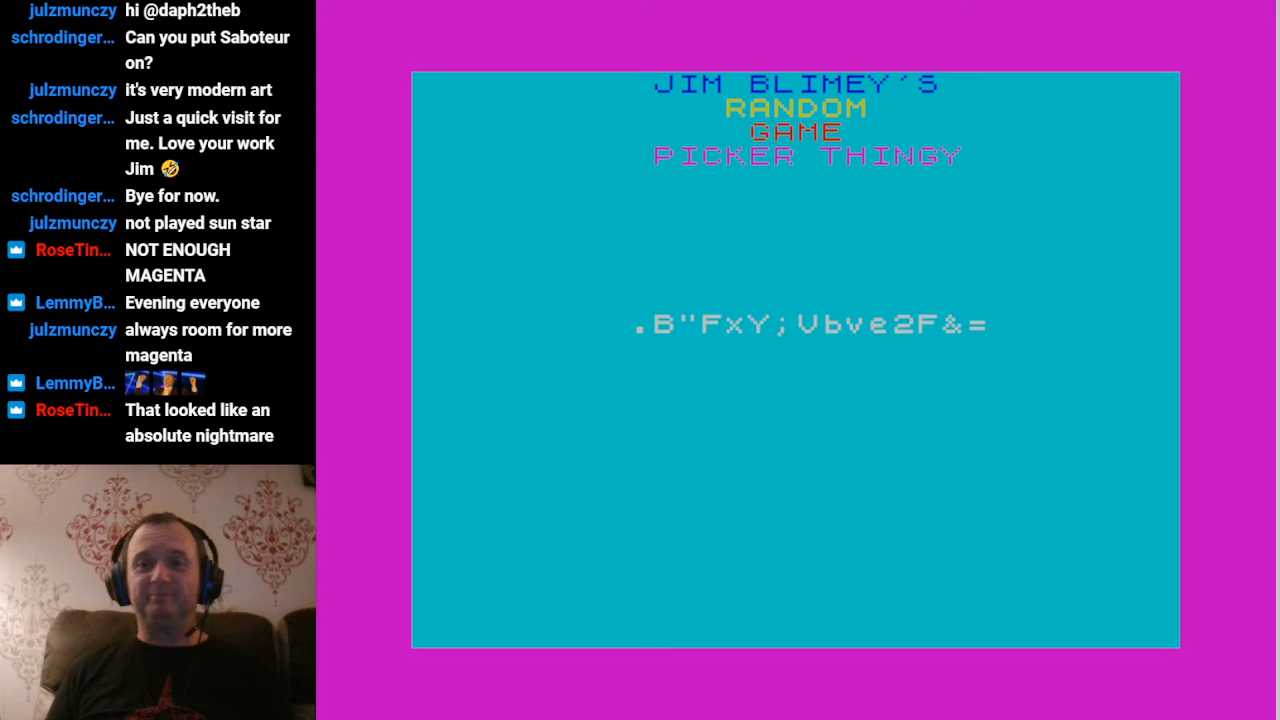 julzmunczy hi @daph2theb
schrodinger... Can you put Saboteur
on?
julzmunczy it's very modern art
schrodinger... Just a quick visit for
me. Love your work
Jim 🤣
schrodinger... Bye for now.
julzmunczy not played sun star
RoseTin... NOT ENOUGH
MAGENTA
LemmyB... Evening everyone
julzmunczy always room for more
magenta
LemmyB...
RoseTin... That looked like an
absolute nightmare
JIM BLIMEY'S
RANDOM
GAME
PICKER THINGY
.B"FxY;Vbve2F&=